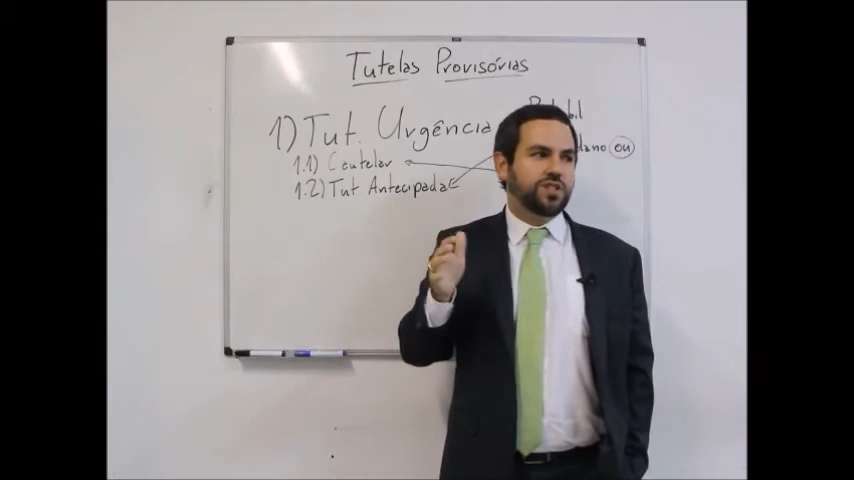 Tutelas Provisórias
1) Tut. Urgência
1.1) Cautelar
dano ou
1.2) Tut Antecipada